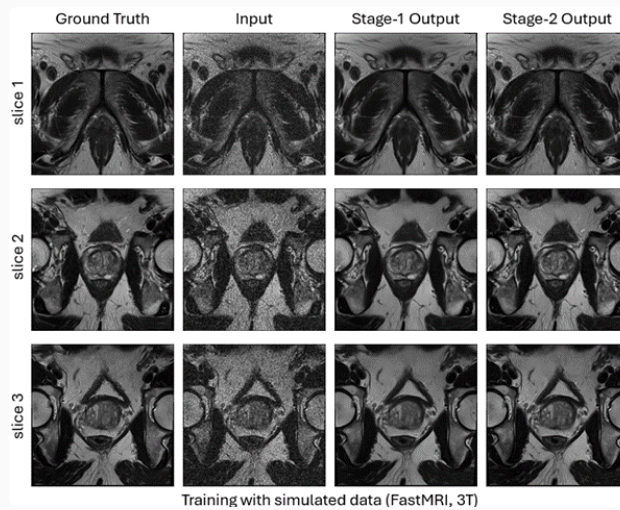 Ground Truth Input Stage-1 Output Stage-2 Output
slice 1
slice 2
slice 3
Training with simulated data (FastMRI, 3T)